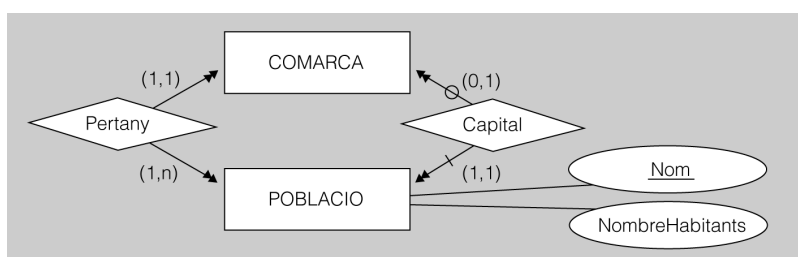 COMARCA
(1,1)
(0,1)
Pertany
Capital
(1,n)
(1,1)
POBLACIO
Nom
NombreHabitants